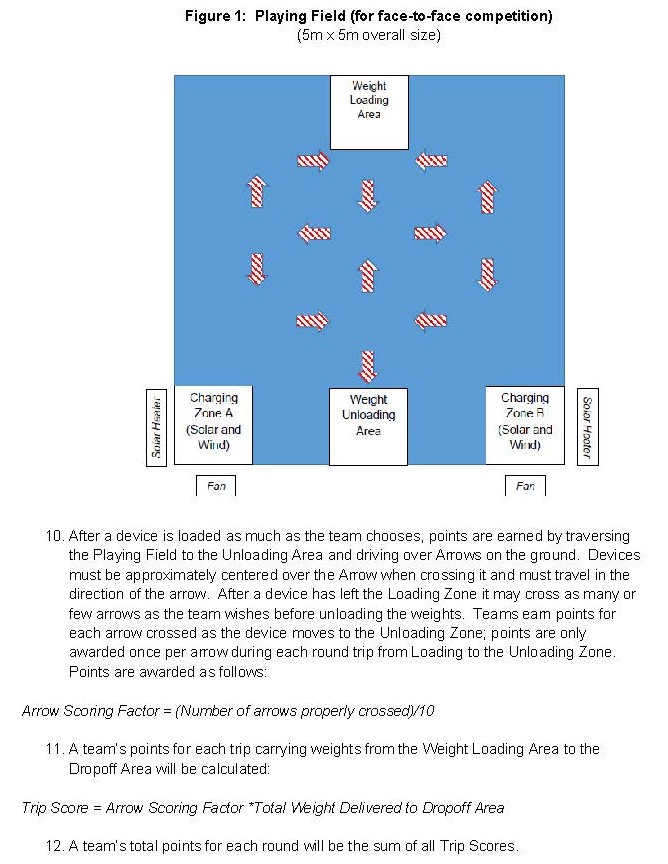 Figure 1:  Playing Field (for face-to-face competition)
(5m x 5m overall size)
Weight
Loading
Area
Solar Heater
Charging
Zone A
(Solar and
Wind)
Weight
Unloading
Area
Charging
Zone B
(Solar and
Wind)
Solar Heater
Fan
Fan
10. After a device is loaded as much as the team chooses, points are earned by traversing
the Playing Field to the Unloading Area and driving over Arrows on the ground.  Devices
must be approximately centered over the Arrow when crossing it and must travel in the
direction of the arrow.  After a device has left the Loading Zone it may cross as many or
few arrows as the team wishes before unloading the weights.  Teams earn points for
each arrow crossed as the device moves to the Unloading Zone; points are only
awarded once per arrow during each round trip from Loading to the Unloading Zone.
Points are awarded as follows:
Arrow Scoring Factor = (Number of arrows properly crossed)/10
11. A team's points for each trip carrying weights from the Weight Loading Area to the
Dropoff Area will be calculated:
Trip Score = Arrow Scoring Factor *Total Weight Delivered to Dropoff Area
12. A team's total points for each round will be the sum of all Trip Scores.